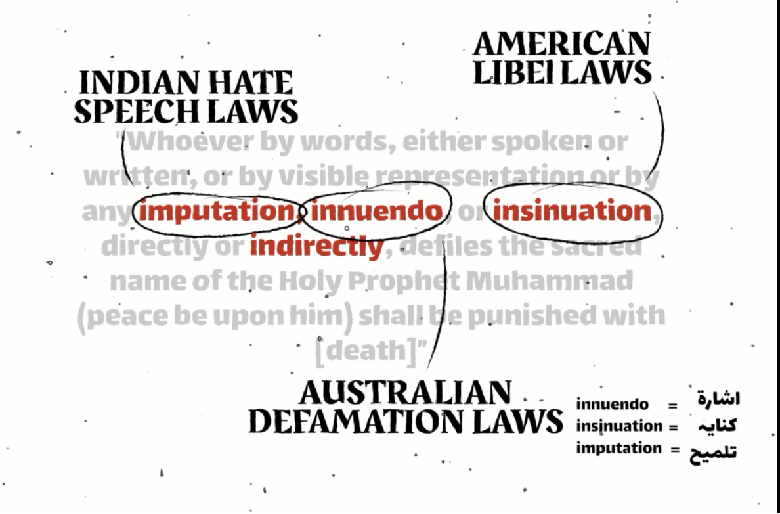 AMERICAN
LIBEL LAWS
INDIAN HATE
SPEECH LAWS
"Whoever by words, either spoken or
written, or by visible representation or by
any imputation, innuendo, or insinuation,
directly or indirectly, defiles the sacred
name of the Holy Prophet Muhammad
(peace be upon him) shall be punished with
[death]"
AUSTRALIAN
DEFAMATION LAWS
innuendo = اشارة
insinuation = كنايہ
imputation = تلميح